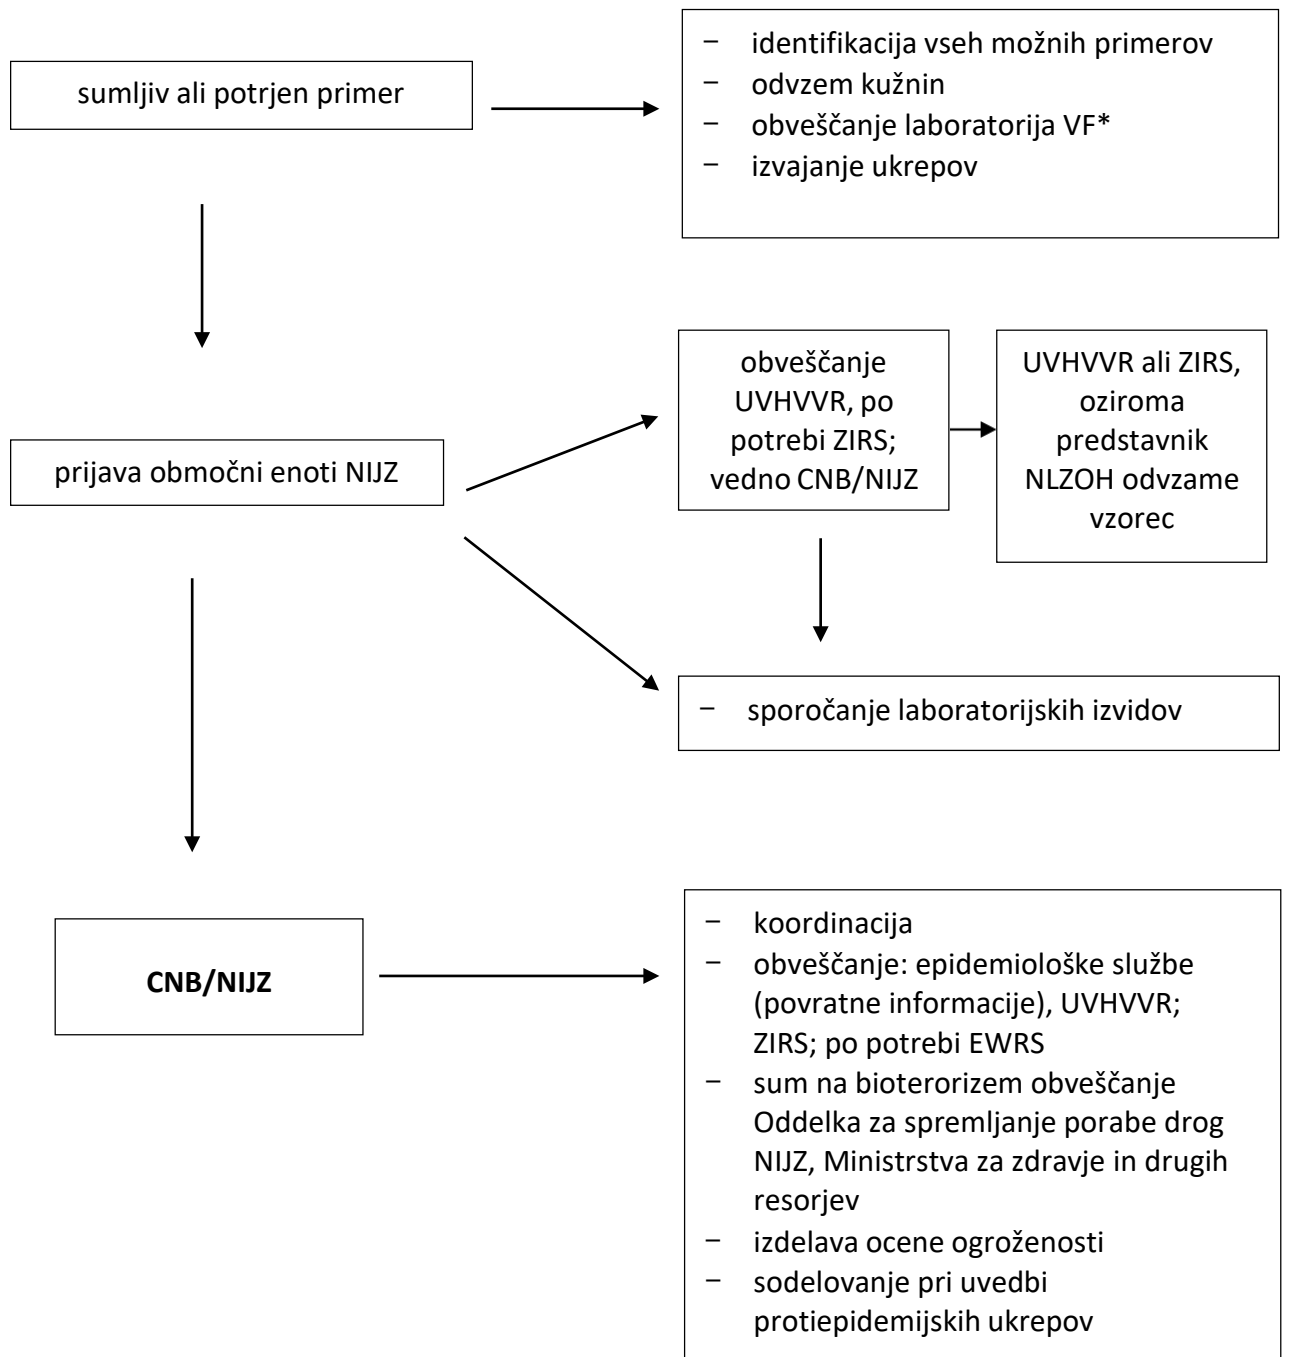 sumljiv ali potrjen primer
– identifikacija vseh možnih primerov
– odvzem kužnin
– obveščanje laboratorija VF*
– izvajanje ukrepov
prijava območni enoti NIJZ
obveščanje
UVHVVR, po
potrebi ZIRS;
vedno CNB/NIJZ
UVHVVR ali ZIRS,
oziroma
predstavnik
NLZOH odvzame
vzorec
– sporočanje laboratorijskih izvidov
CNB/NIJZ
– koordinacija
– obveščanje: epidemiološke službe
(povratne informacije), UVHVVR;
ZIRS; po potrebi EWRS
– sum na bioterorizem obveščanje
Oddelka za spremljanje porabe drog
NIJZ, Ministrstva za zdravje in drugih
resorjev
– izdelava ocene ogroženosti
– sodelovanje pri uvedbi
protiepidemijskih ukrepov